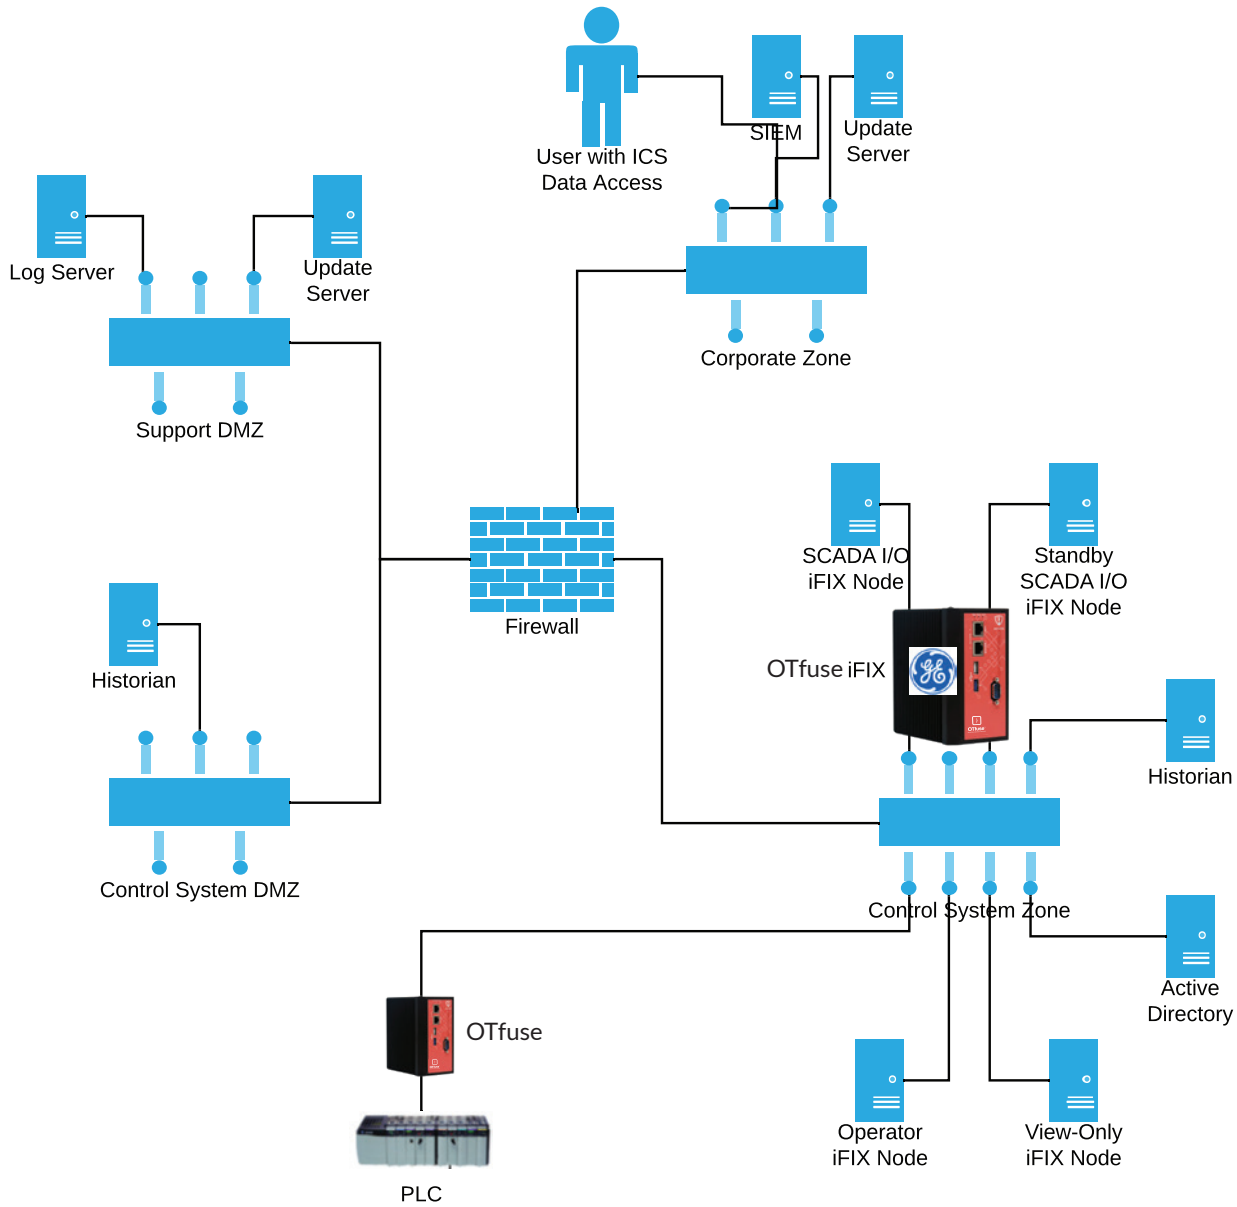 User with ICS
Data Access
SIEM
Update
Server
Log Server
Update
Server
Corporate Zone
Support DMZ
SCADA I/O
iFIX Node
Standby
SCADA I/O
iFIX Node
Firewall
OTfuse iFIX
GE
OTfuse
Historian
Historian
Control System DMZ
Control System Zone
Active
Directory
OTfuse
Operator
iFIX Node
View-Only
iFIX Node
PLC